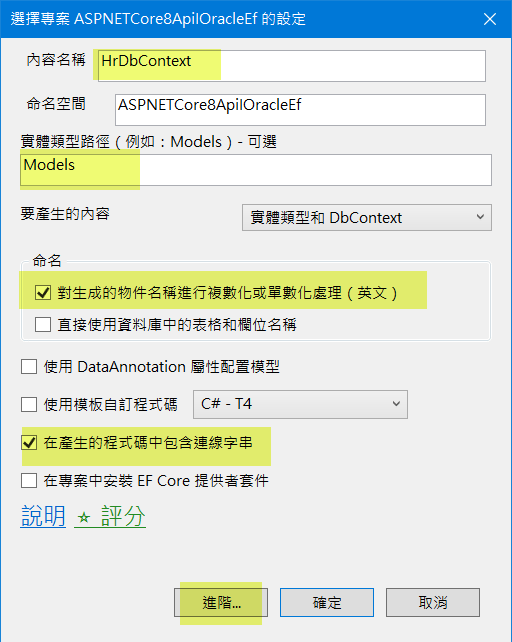 選擇專案 ASPNETCore8ApiIOracleEf 的設定
內容名稱 HrDbContext
命名空間 ASPNETCore8ApiIOracleEf
實體類型路徑（例如：Models）- 可選
Models
要產生的內容 實體類型和 DbContext
命名
對生成的物件名稱進行複數化或單數化處理（英文）
直接使用資料庫中的表格和欄位名稱
使用 DataAnnotation 屬性配置模型
使用模板自訂程式碼 C# - T4
在產生的程式碼中包含連線字串
在專案中安裝 EF Core 提供者套件
說明 ☆ 評分
進階... 確定 取消